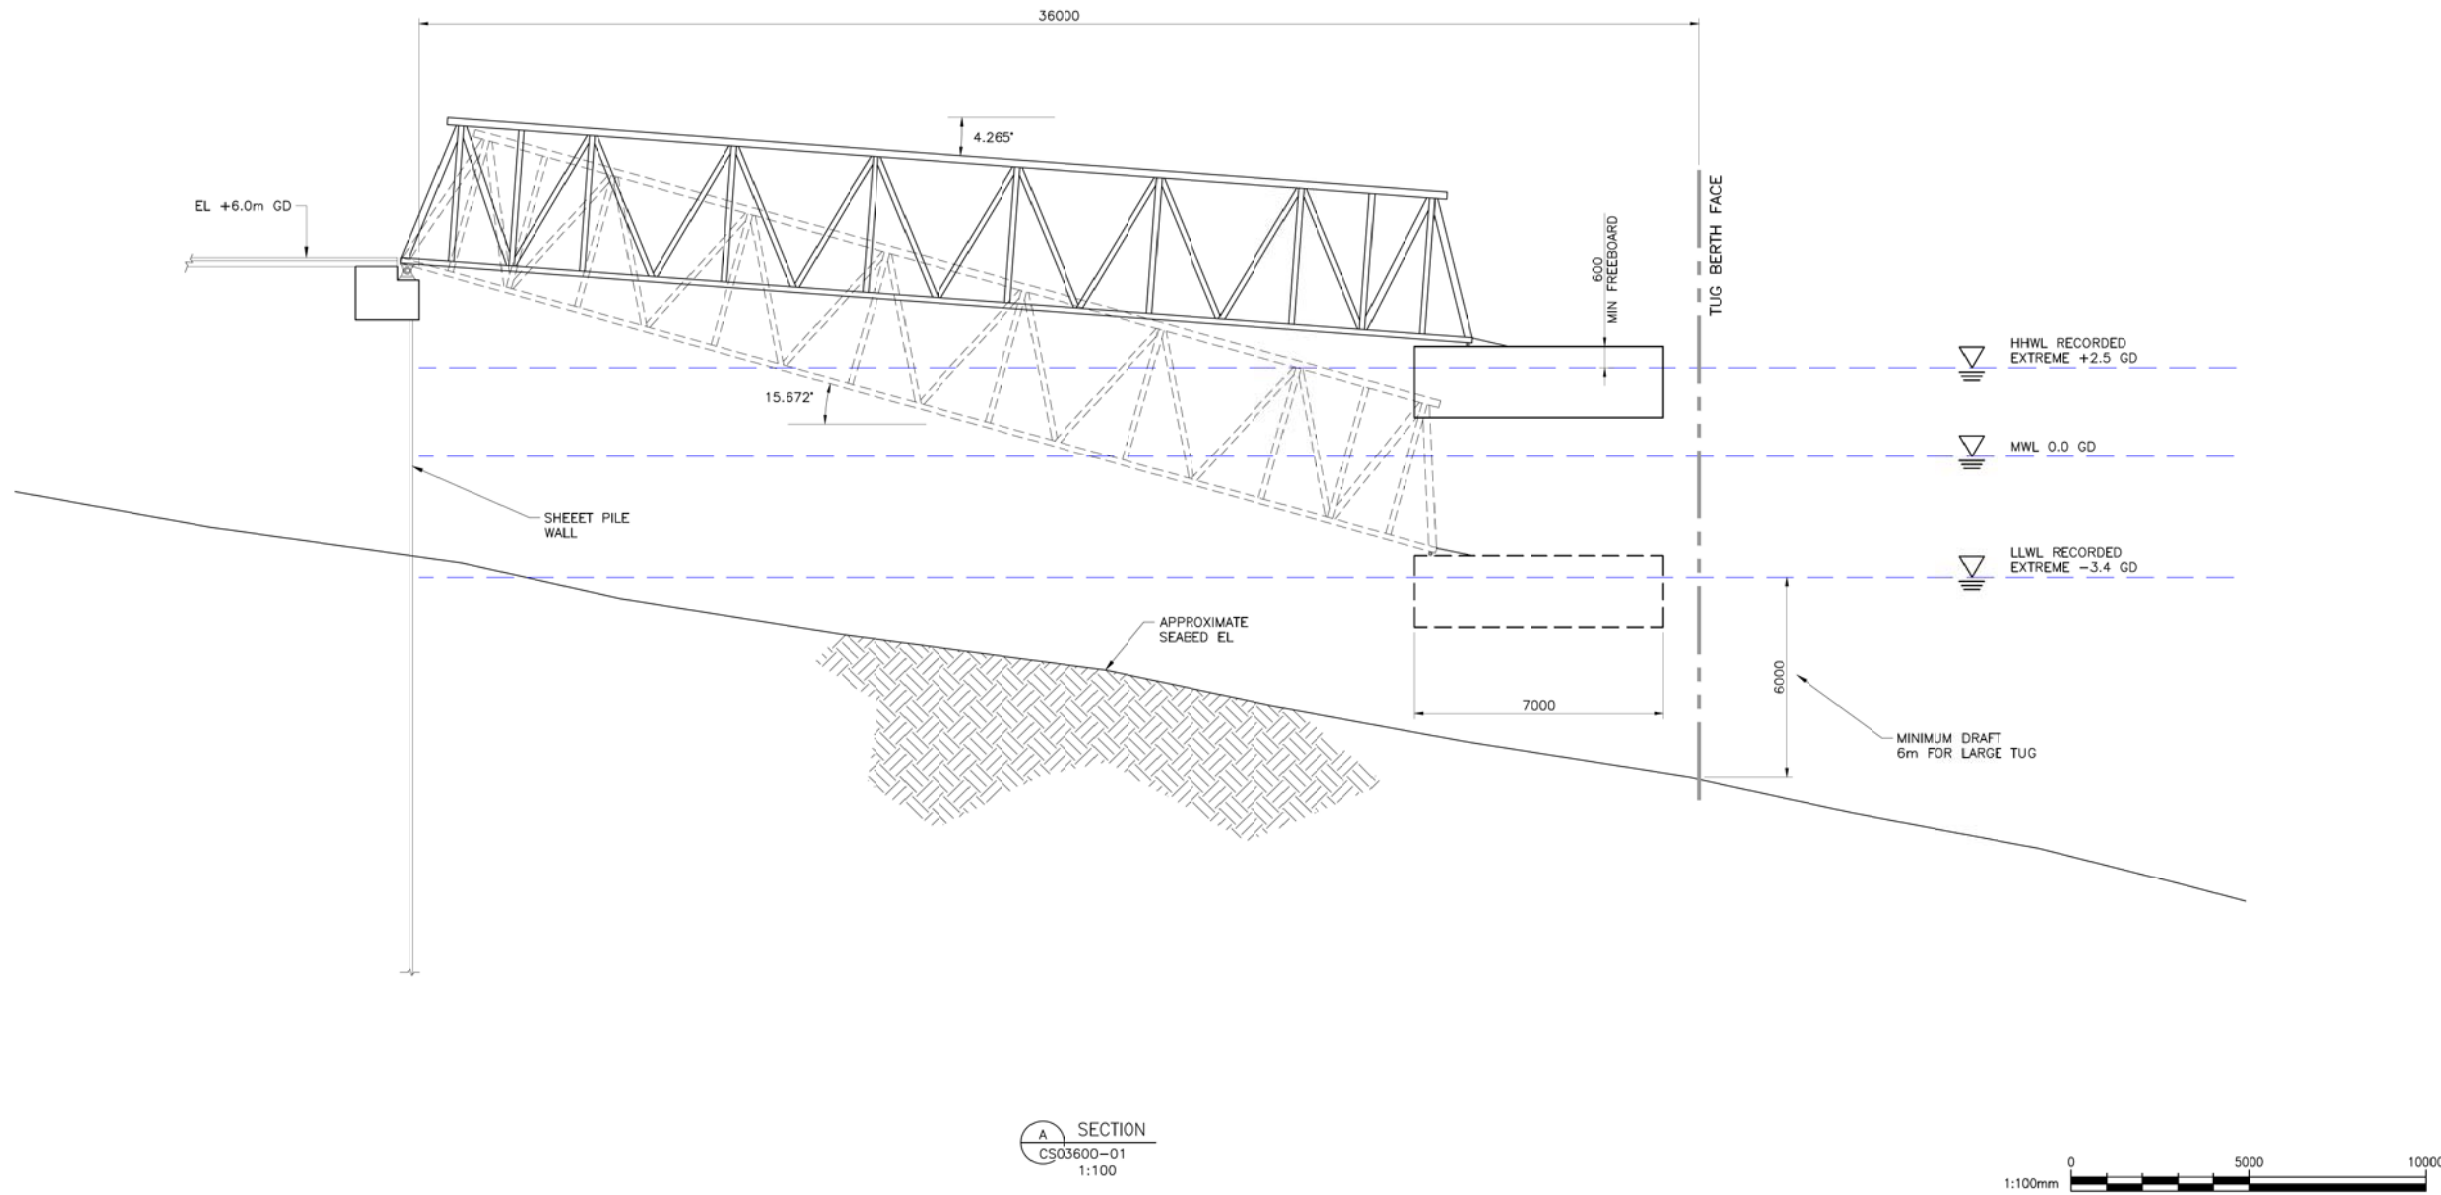 36000
4.265°
EL +6.0m GD
600
MIN FREEBOARD
TUG BERTH FACE
HHWL RECORDED
EXTREME +2.5 GD
15.672°
MWL 0.0 GD
SHEEET PILE
WALL
LLWL RECORDED
EXTREME -3.4 GD
APPROXIMATE
SEABED EL
6000
7000
MINIMUM DRAFT
6m FOR LARGE TUG
A
SECTION
CS03600-01
1:100
0 5000 10000
1:100mm